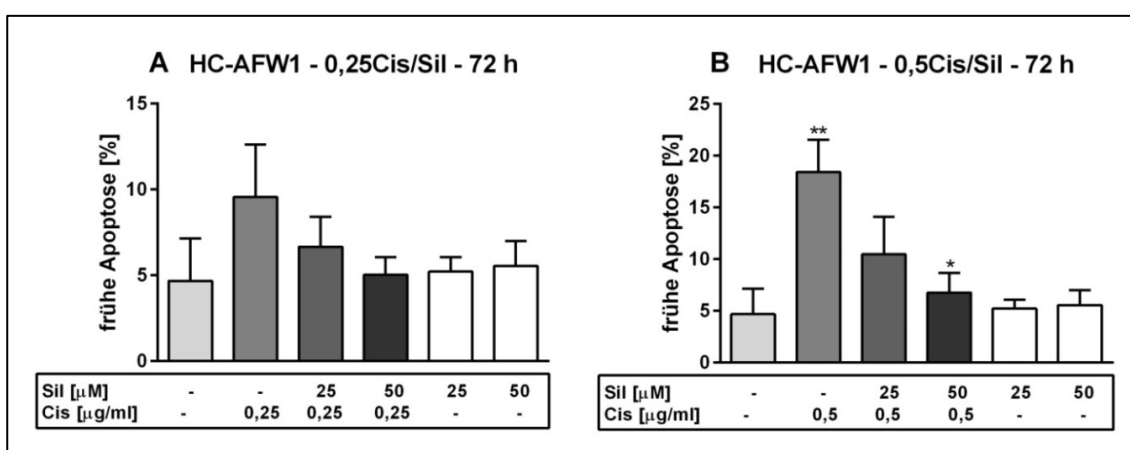 A HC-AFW1 - 0,25Cis/Sil - 72 h
frühe Apoptose [%]
15
10
5
0
Sil [µM] - - 25 50 25 50
Cis [µg/ml] - 0,25 0,25 0,25 - -
B HC-AFW1 - 0,5Cis/Sil - 72 h
frühe Apoptose [%]
25
20
15
10
5
0
**
*
Sil [µM] - - 25 50 25 50
Cis [µg/ml] - 0,5 0,5 0,5 - -